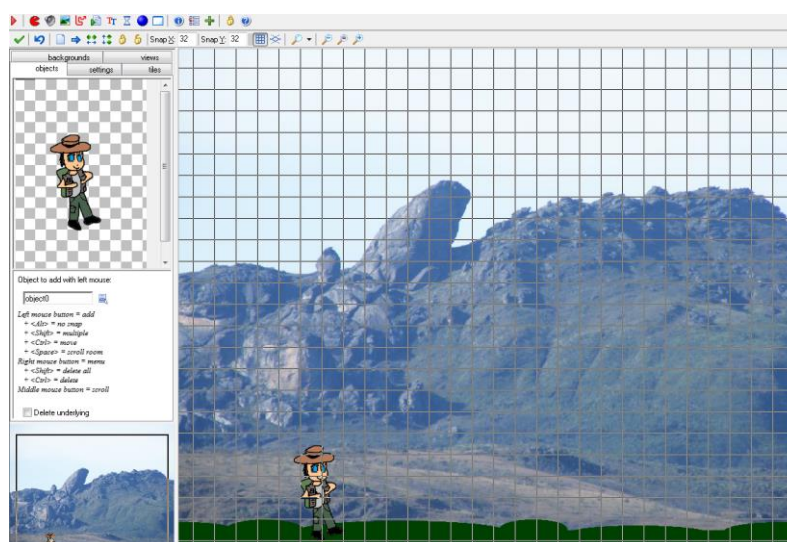 Snap X: 32 Snap Y: 32
backgrounds views
objects settings tiles
Object to add with left mouse:
object0
Left mouse button = add
+ <Alt> = no snap
+ <Shift> = multiple
+ <Ctrl> = move
+ <Space> = scroll room
Right mouse button = menu
+ <Shift> = delete all
+ <Ctrl> = delete
Middle mouse button = scroll
Delete underlying